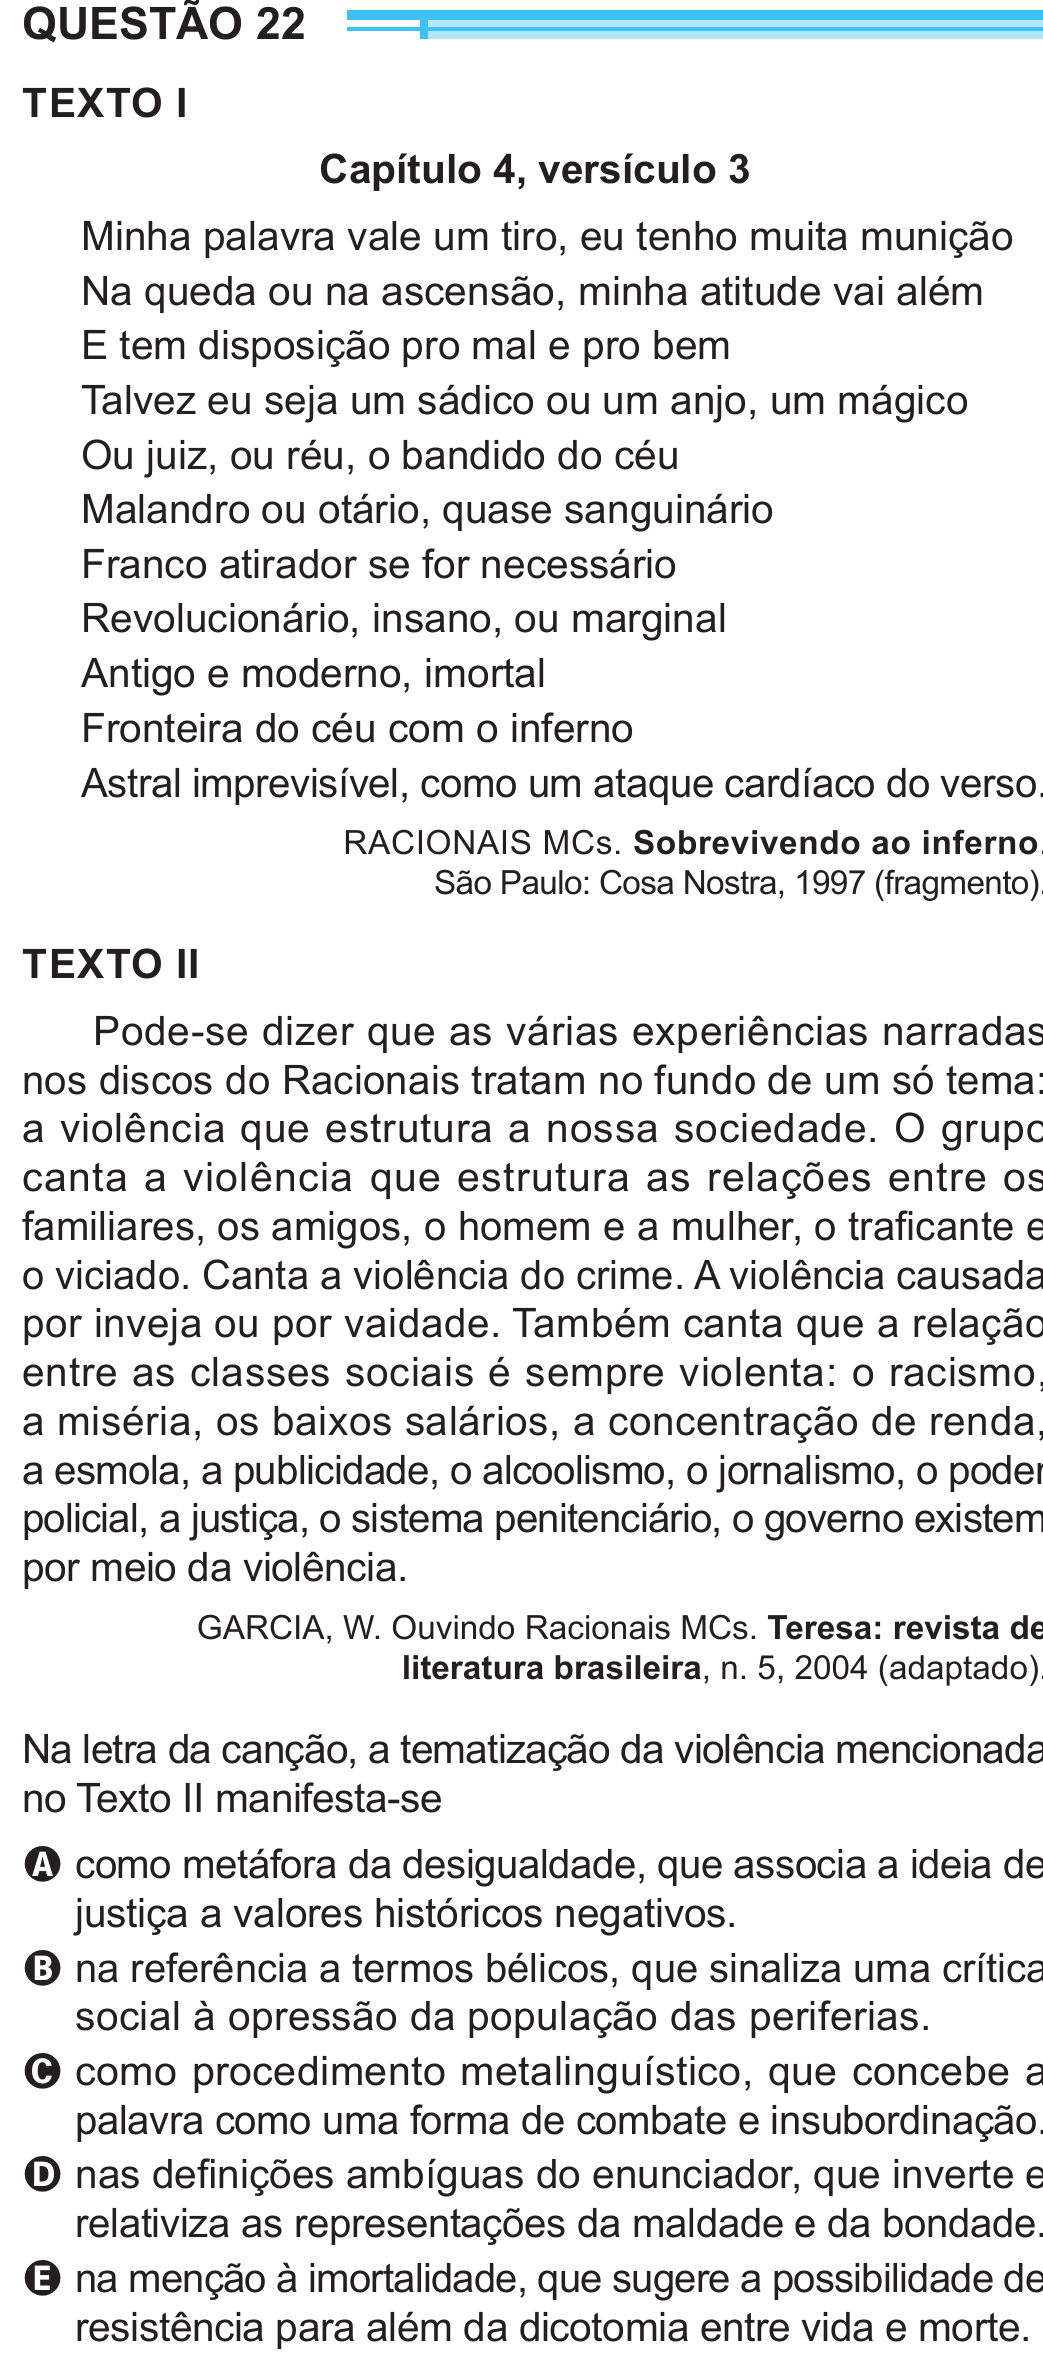 QUESTÃO 22
TEXTO I
Capítulo 4, versículo 3
Minha palavra vale um tiro, eu tenho muita munição
Na queda ou na ascensão, minha atitude vai além
E tem disposição pro mal e pro bem
Talvez eu seja um sádico ou um anjo, um mágico
Ou juiz, ou réu, o bandido do céu
Malandro ou otário, quase sanguinário
Franco atirador se for necessário
Revolucionário, insano, ou marginal
Antigo e moderno, imortal
Fronteira do céu com o inferno
Astral imprevisível, como um ataque cardíaco do verso.
RACIONAIS MCs. Sobrevivendo ao inferno.
São Paulo: Cosa Nostra, 1997 (fragmento).
TEXTO II
Pode-se dizer que as várias experiências narradas
nos discos do Racionais tratam no fundo de um só tema:
a violência que estrutura a nossa sociedade. O grupo
canta a violência que estrutura as relações entre os
familiares, os amigos, o homem e a mulher, o traficante e
o viciado. Canta a violência do crime. A violência causada
por inveja ou por vaidade. Também canta que a relação
entre as classes sociais é sempre violenta: o racismo,
a miséria, os baixos salários, a concentração de renda,
a esmola, a publicidade, o alcoolismo, o jornalismo, o poder
policial, a justiça, o sistema penitenciário, o governo existem
por meio da violência.
GARCIA, W. Ouvindo Racionais MCs. Teresa: revista de
literatura brasileira, n. 5, 2004 (adaptado).
Na letra da canção, a tematização da violência mencionada
no Texto II manifesta-se
A como metáfora da desigualdade, que associa a ideia de
justiça a valores históricos negativos.
B na referência a termos bélicos, que sinaliza uma crítica
social à opressão da população das periferias.
C como procedimento metalinguístico, que concebe a
palavra como uma forma de combate e insubordinação.
D nas definições ambíguas do enunciador, que inverte e
relativiza as representações da maldade e da bondade.
E na menção à imortalidade, que sugere a possibilidade de
resistência para além da dicotomia entre vida e morte.